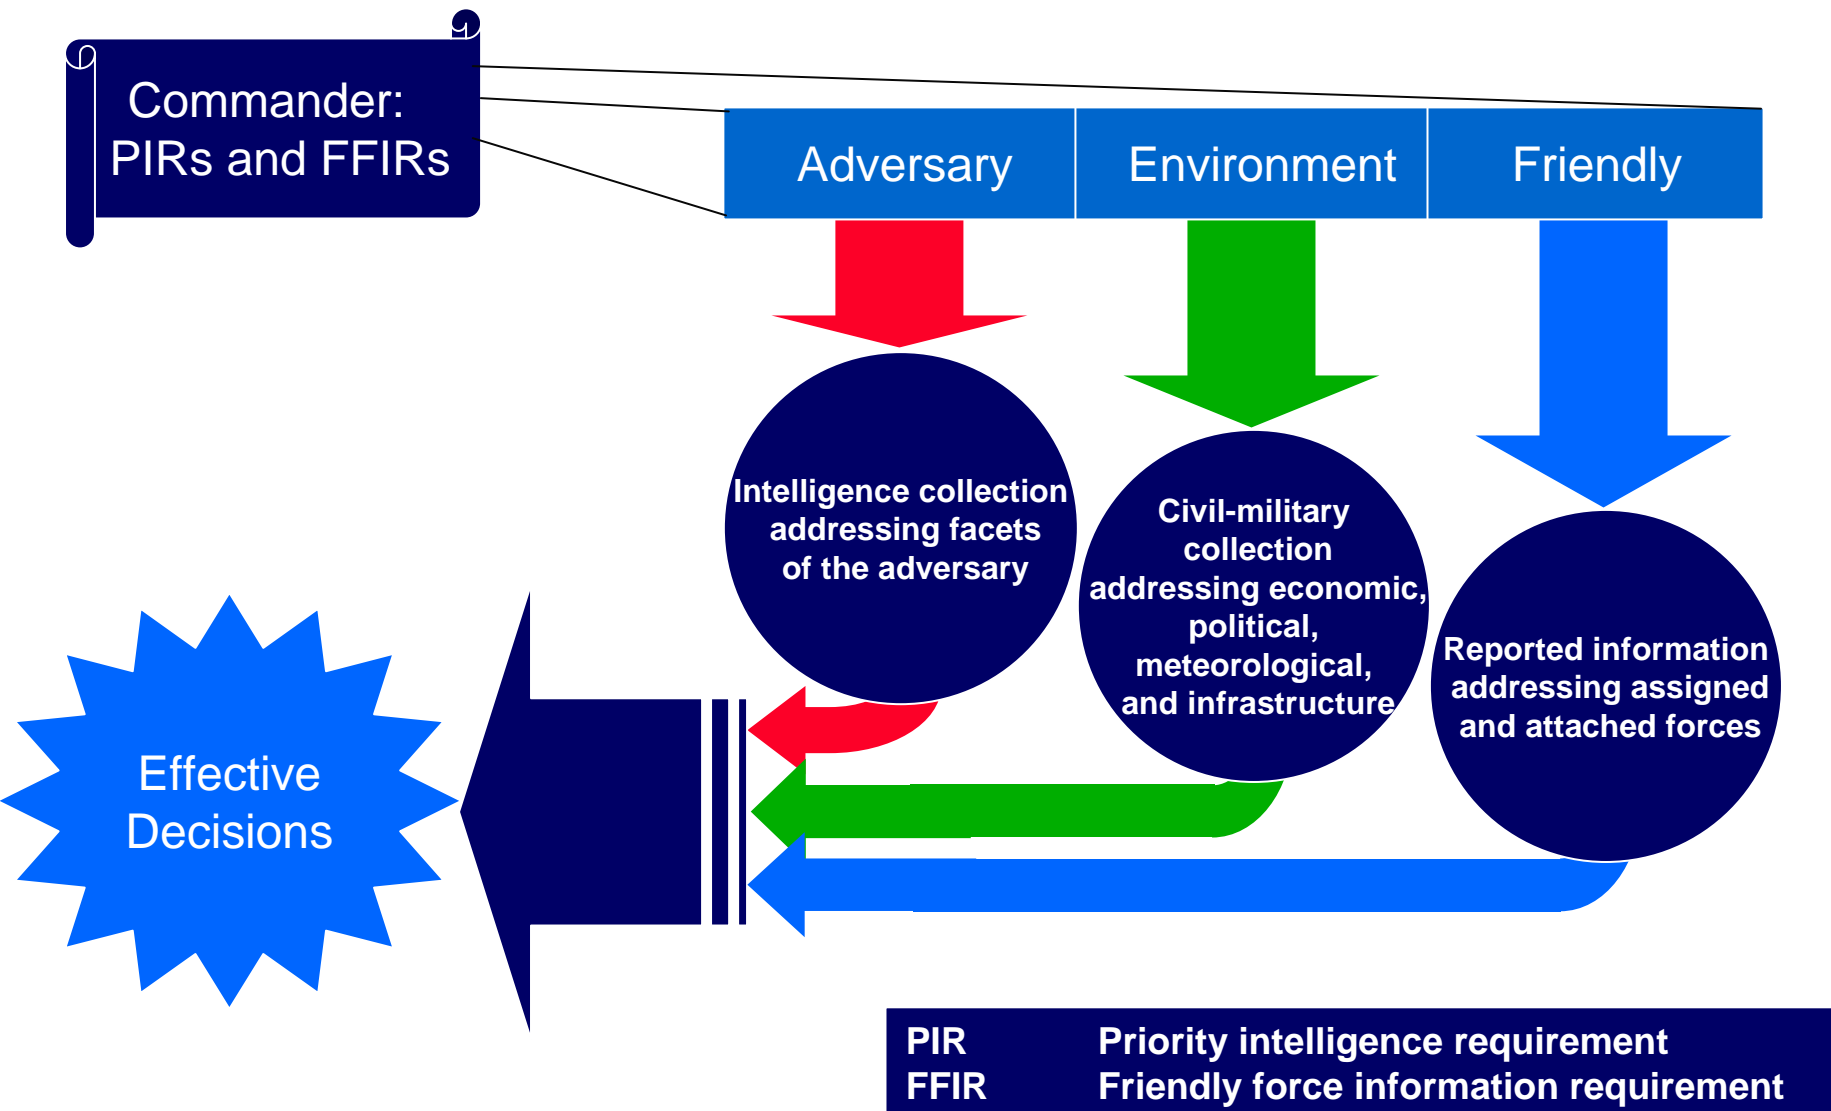 Commander:
PIRs and FFIRs
Adversary
Environment
Friendly
Intelligence collection
addressing facets
of the adversary
Civil-military
collection
addressing economic,
political,
meteorological,
and infrastructure
Reported information
addressing assigned
and attached forces
Effective
Decisions
PIR Priority intelligence requirement
FFIR Friendly force information requirement